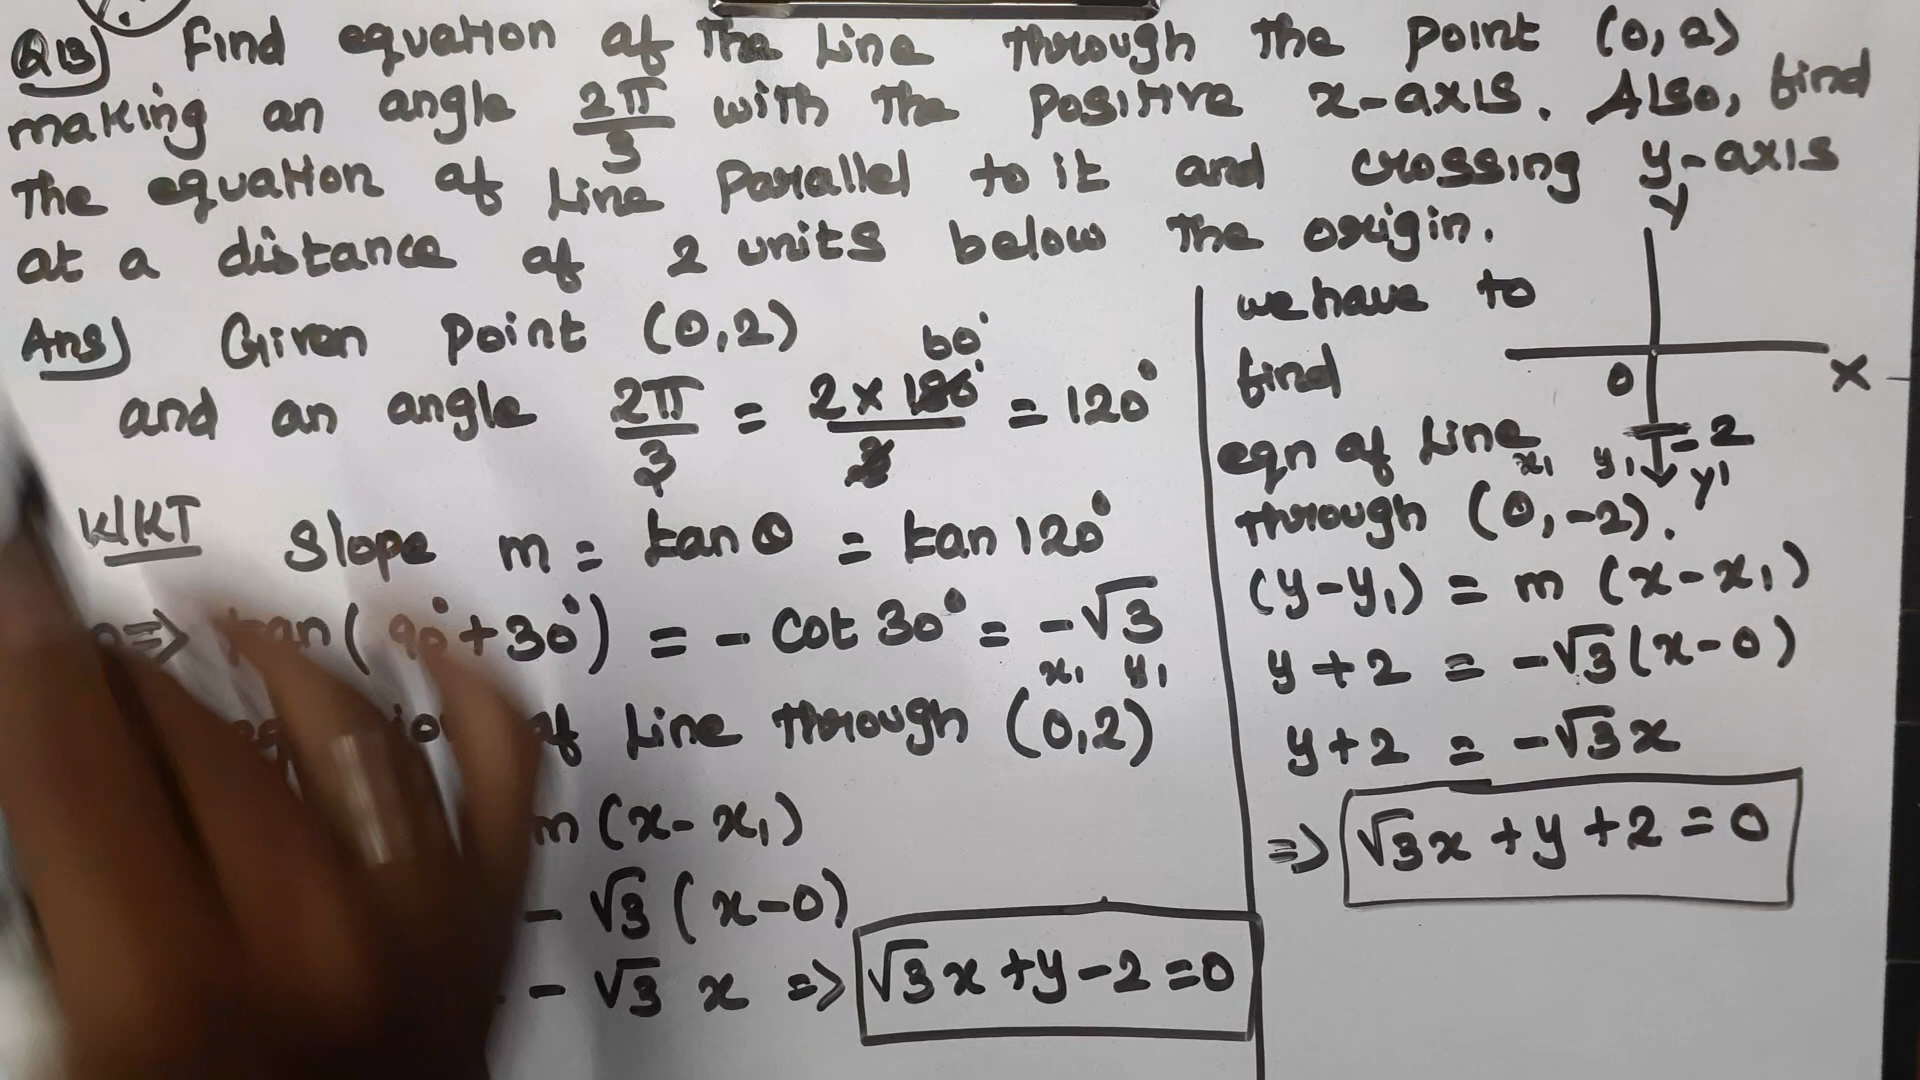 Q13) Find equation of the Line through the point (0,2)
making an angle 2π/3 with the positive x-axis. Also, find
the equation of Line Parallel to it and crossing y-axis
at a distance of 2 units below the origin.
Ans) Given point (0,2)
and an angle 2π/3 = 2×180°/3 = 120°
60°
WKT Slope m = tan θ = tan 120°
=> tan(90°+30°) = - cot 30° = -√3
x₁ y₁
of Line through (0,2)
m (x-x₁)
- √3 (x-0)
- √3 x => √3x+y-2=0
we have to
find
eqn of Line
through (0,-2).
x₁ y₁
Y
0 X
-2
y'
(y-y₁) = m (x-x₁)
y+2 = -√3(x-0)
y+2 = -√3x
=> √3x+y+2=0